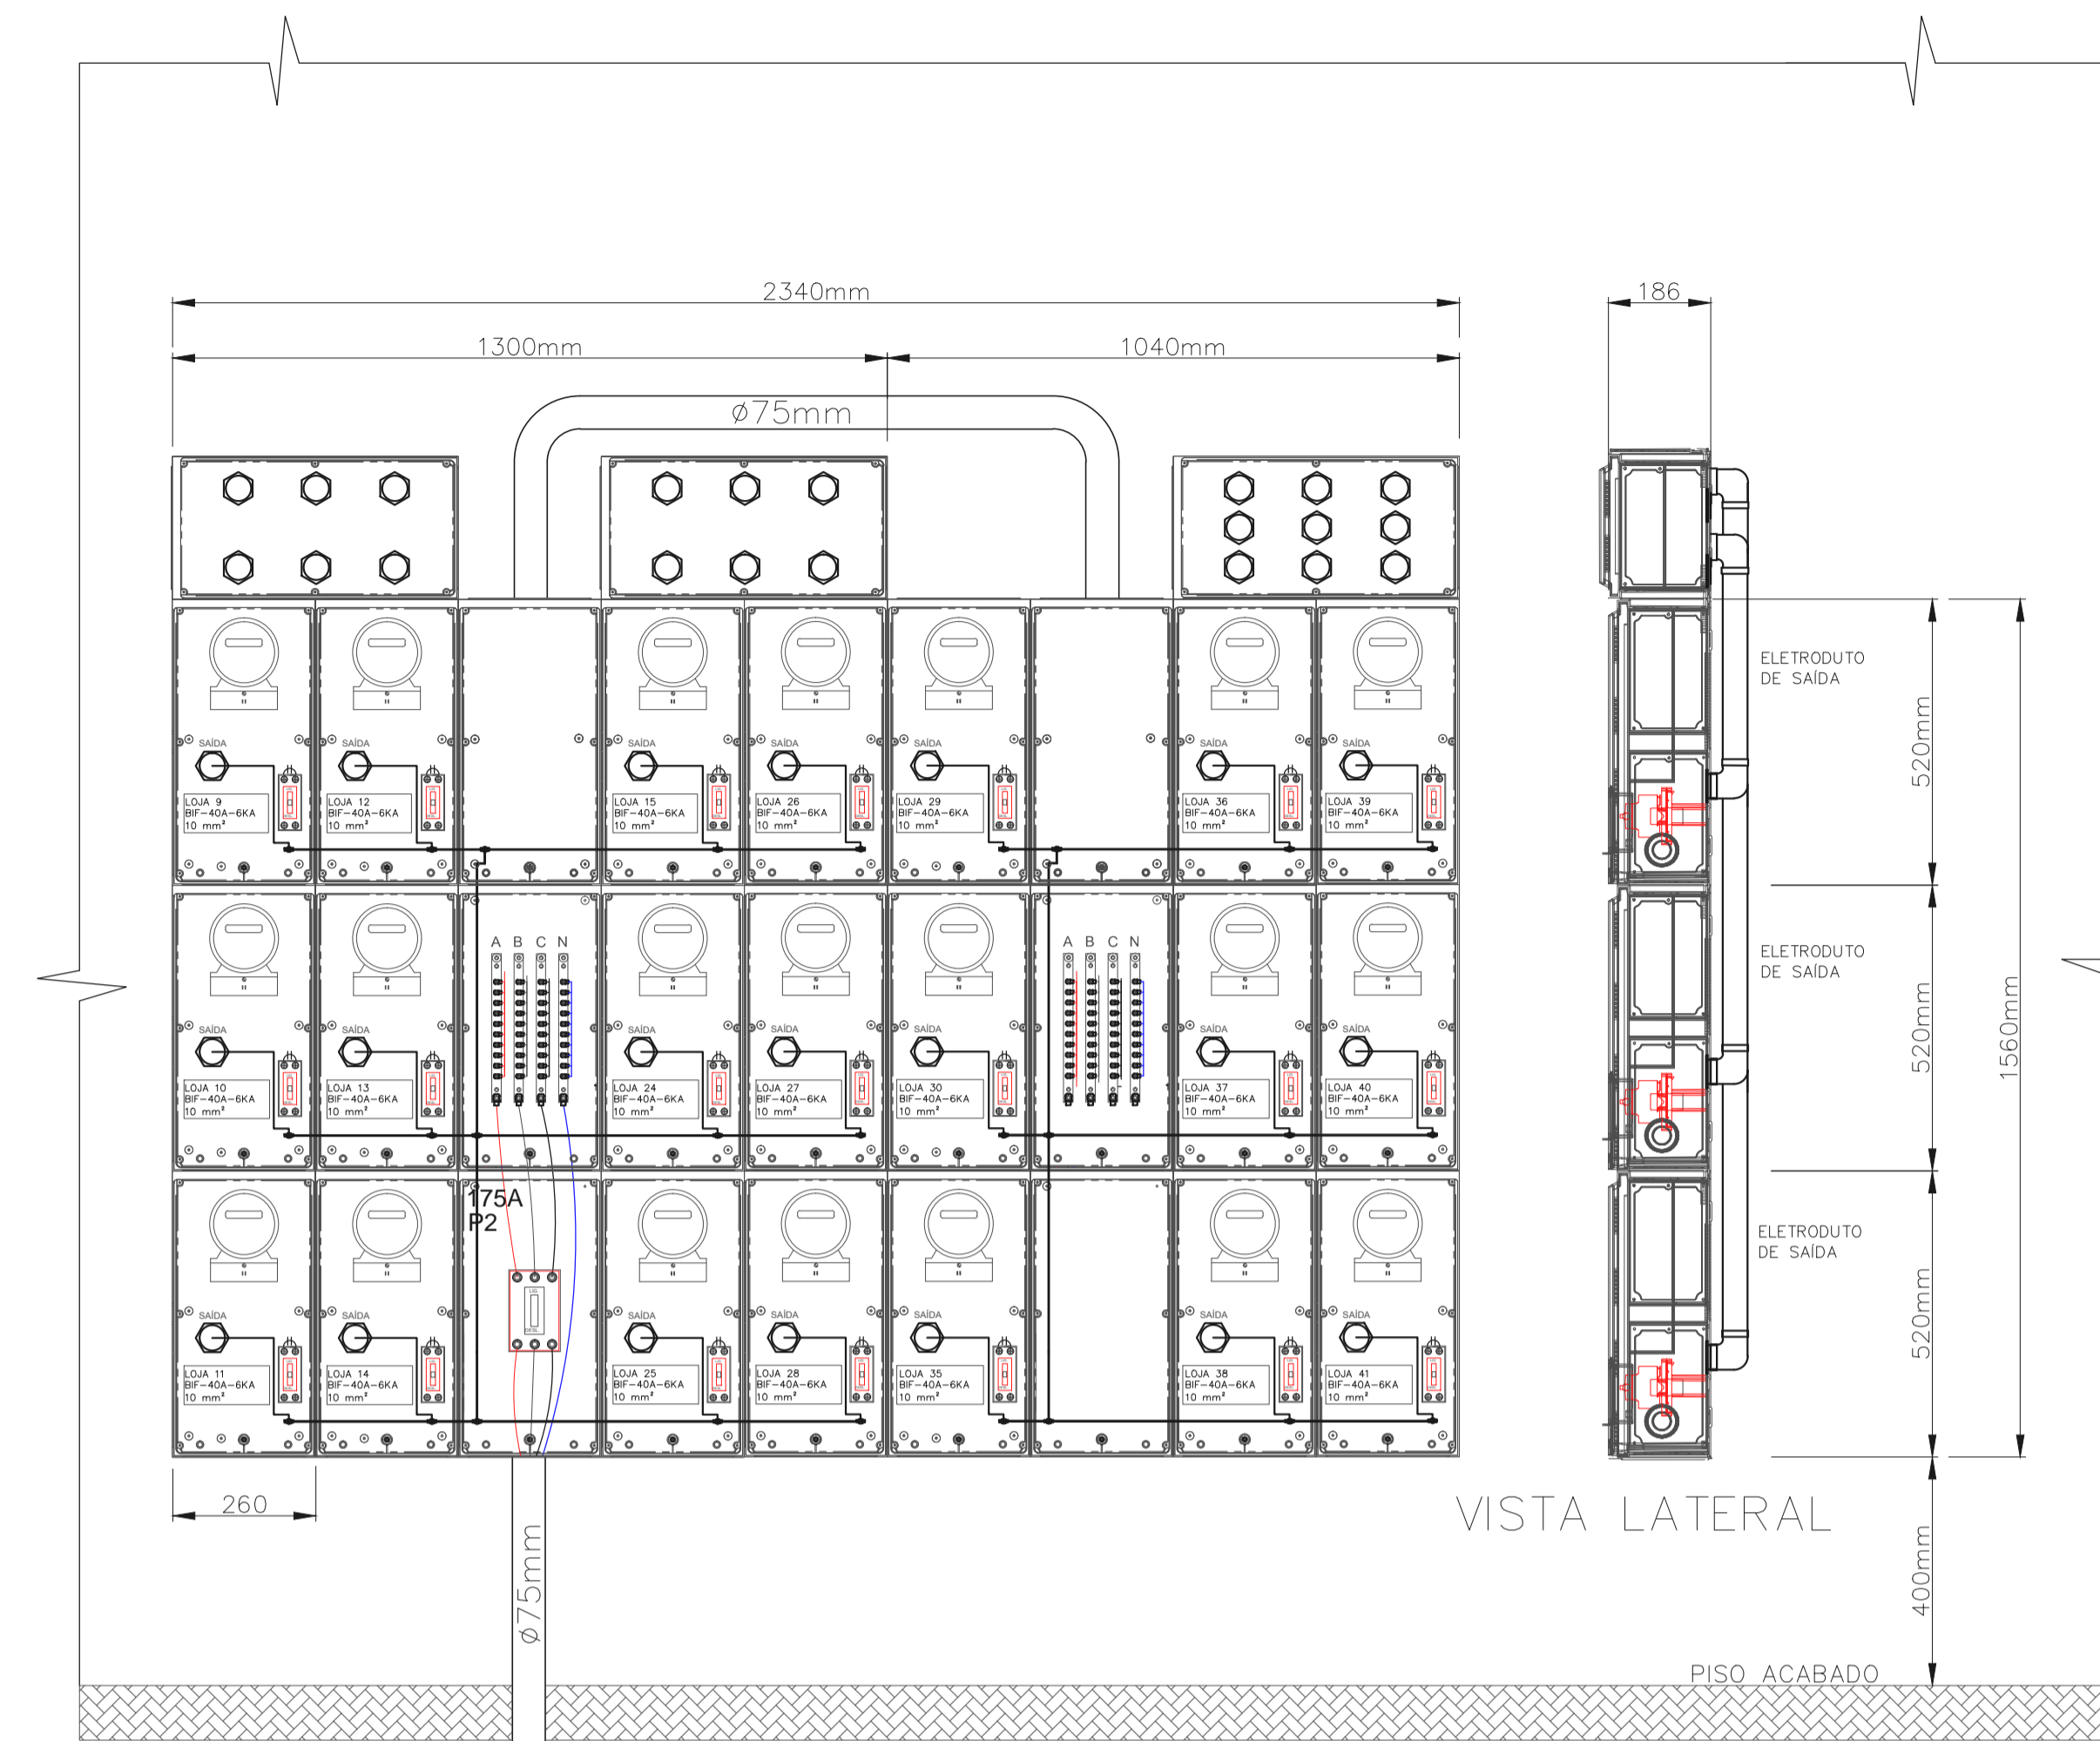 2340mm
186
1300mm
1040mm
ø75mm
SAÍDA
SAÍDA
SAÍDA
SAÍDA
SAÍDA
SAÍDA
SAÍDA
LOJA 9
BIF-40A-6KA
10 mm²
LOJA 12
BIF-40A-6KA
10 mm²
LOJA 15
BIF-40A-6KA
10 mm²
LOJA 26
BIF-40A-6KA
10 mm²
LOJA 29
BIF-40A-6KA
10 mm²
LOJA 36
BIF-40A-6KA
10 mm²
LOJA 39
BIF-40A-6KA
10 mm²
ELETRODUTO
DE SAÍDA
520mm
A B C N
A B C N
SAÍDA
SAÍDA
SAÍDA
SAÍDA
SAÍDA
SAÍDA
SAÍDA
LOJA 10
BIF-40A-6KA
10 mm²
LOJA 13
BIF-40A-6KA
10 mm²
LOJA 24
BIF-40A-6KA
10 mm²
LOJA 27
BIF-40A-6KA
10 mm²
LOJA 30
BIF-40A-6KA
10 mm²
LOJA 37
BIF-40A-6KA
10 mm²
LOJA 40
BIF-40A-6KA
10 mm²
ELETRODUTO
DE SAÍDA
520mm
1560mm
175A
P2
LIG
DESL.
SAÍDA
SAÍDA
SAÍDA
SAÍDA
SAÍDA
SAÍDA
SAÍDA
LOJA 11
BIF-40A-6KA
10 mm²
LOJA 14
BIF-40A-6KA
10 mm²
LOJA 25
BIF-40A-6KA
10 mm²
LOJA 28
BIF-40A-6KA
10 mm²
LOJA 35
BIF-40A-6KA
10 mm²
LOJA 38
BIF-40A-6KA
10 mm²
LOJA 41
BIF-40A-6KA
10 mm²
ELETRODUTO
DE SAÍDA
520mm
260
ø75mm
VISTA LATERAL
400mm
PISO ACABADO